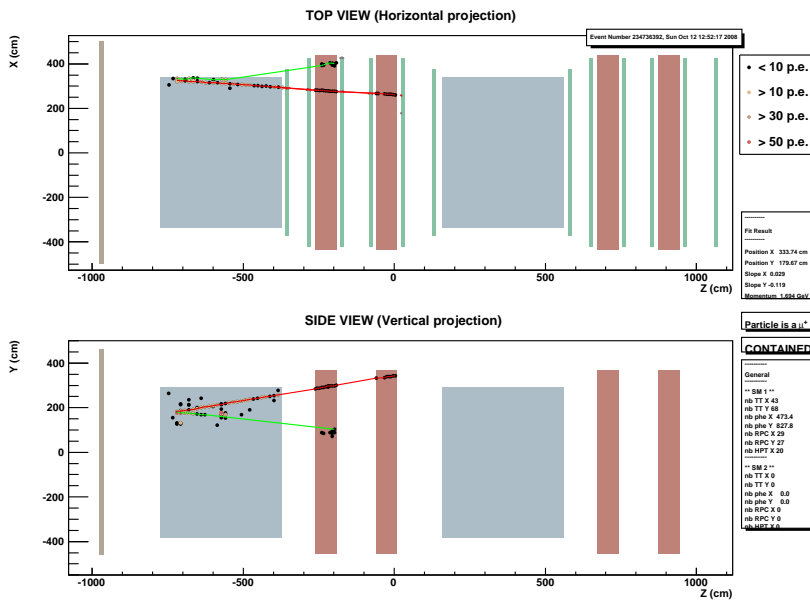 TOP VIEW (Horizontal projection)
Event Number 234736392, Sun Oct 12 12:52:17 2008
X (cm)
400
200
0
-200
-400
-1000
-500
0
500
1000
Z (cm)
< 10 p.e.
> 10 p.e.
> 30 p.e.
> 50 p.e.
----------
Fit Result
----------
Position X 333.74 cm
Position Y 179.67 cm
Slope X 0.029
Slope Y -0.119
Momentum 1.694 GeV
Particle is a μ+
CONTAINED
SIDE VIEW (Vertical projection)
Y (cm)
400
200
0
-200
-400
-1000
-500
0
500
1000
Z (cm)
----------
General
----------
** SM 1 **
nb TT X 43
nb TT Y 68
nb phe X 473.4
nb phe Y 827.8
nb RPC X 29
nb RPC Y 27
nb HPT X 20
----------
** SM 2 **
nb TT X 0
nb TT Y 0
nb phe X 0.0
nb phe Y 0.0
nb RPC X 0
nb RPC Y 0
nb HPT X 0